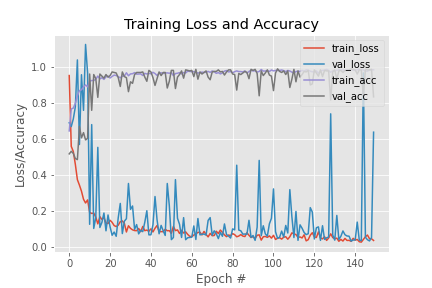 Training Loss and Accuracy
train_loss
val_loss
train_acc
val_acc
Loss/Accuracy
1.0
0.8
0.6
0.4
0.2
0.0
0 20 40 60 80 100 120 140
Epoch #